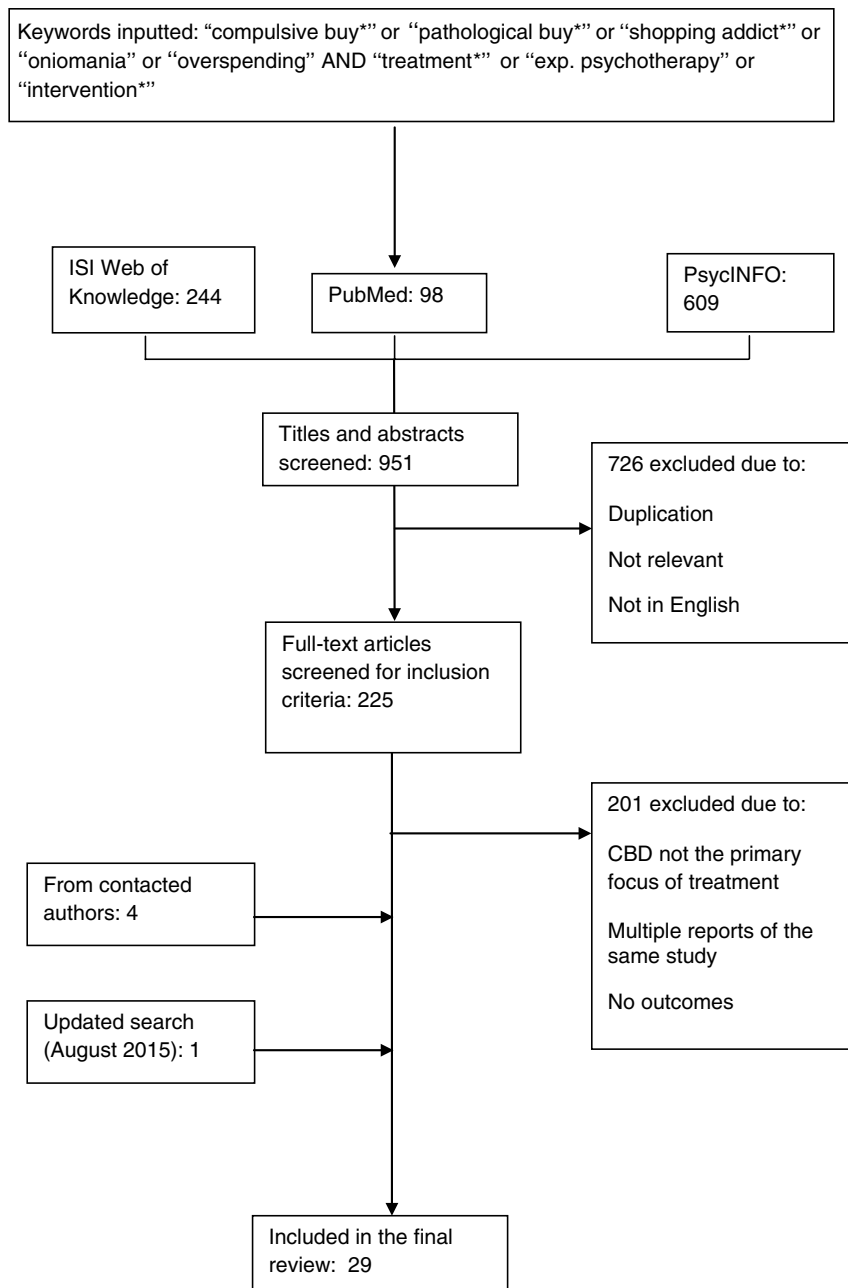 Keywords inputted: “compulsive buy*’’ or ‘‘pathological buy*’’ or ‘‘shopping addict*’’ or
‘‘oniomania’’ or ‘‘overspending’’ AND ‘‘treatment*’’ or ‘‘exp. psychotherapy’’ or
‘‘intervention*’’
ISI Web of
Knowledge: 244
PubMed: 98
PsycINFO:
609
Titles and abstracts
screened: 951
726 excluded due to:
Duplication
Not relevant
Not in English
Full-text articles
screened for inclusion
criteria: 225
201 excluded due to:
CBD not the primary
focus of treatment
Multiple reports of the
same study
No outcomes
From contacted
authors: 4
Updated search
(August 2015): 1
Included in the final
review: 29